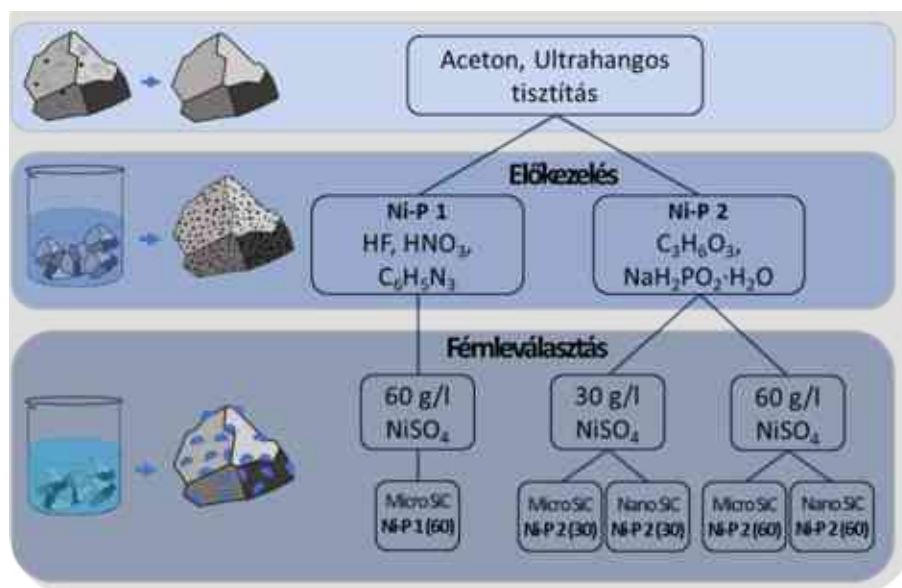 Aceton, Ultrahangos
tisztítás
Előkezelés
Ni-P 1
HF, HNO₃,
C₆H₅N₃
Ni-P 2
C₃H₆O₃,
NaH₂PO₂·H₂O
Fémleválasztás
60 g/l
NiSO₄
30 g/l
NiSO₄
60 g/l
NiSO₄
Micro SiC
Ni-P 1 (60)
Micro SiC
Ni-P 2 (30)
Nano SiC
Ni-P 2 (30)
Micro SiC
Ni-P 2 (60)
Nano SiC
Ni-P 2 (60)